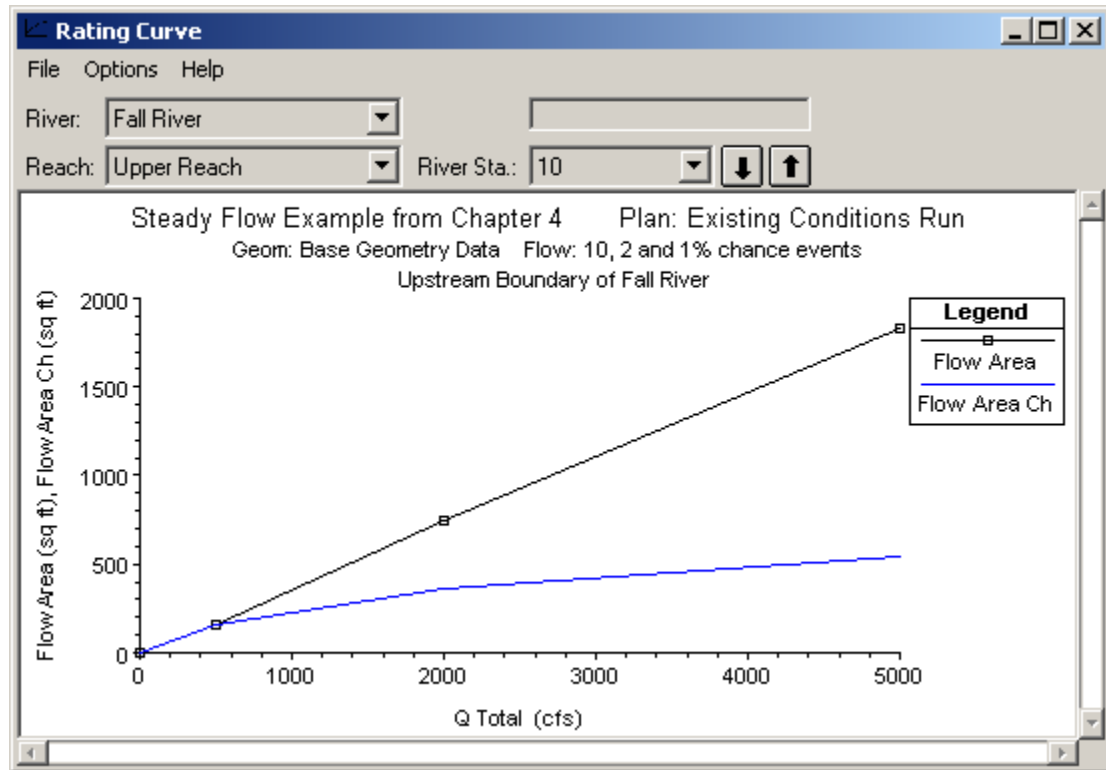 Rating Curve
File Options Help
River: Fall River
Reach: Upper Reach River Sta.: 10
Steady Flow Example from Chapter 4 Plan: Existing Conditions Run
Geom: Base Geometry Data Flow: 10, 2 and 1% chance events
Upstream Boundary of Fall River
Flow Area (sq ft), Flow Area Ch (sq ft)
2000
1500
1000
500
0
0 1000 2000 3000 4000 5000
Q Total (cfs)
Legend
Flow Area
Flow Area Ch